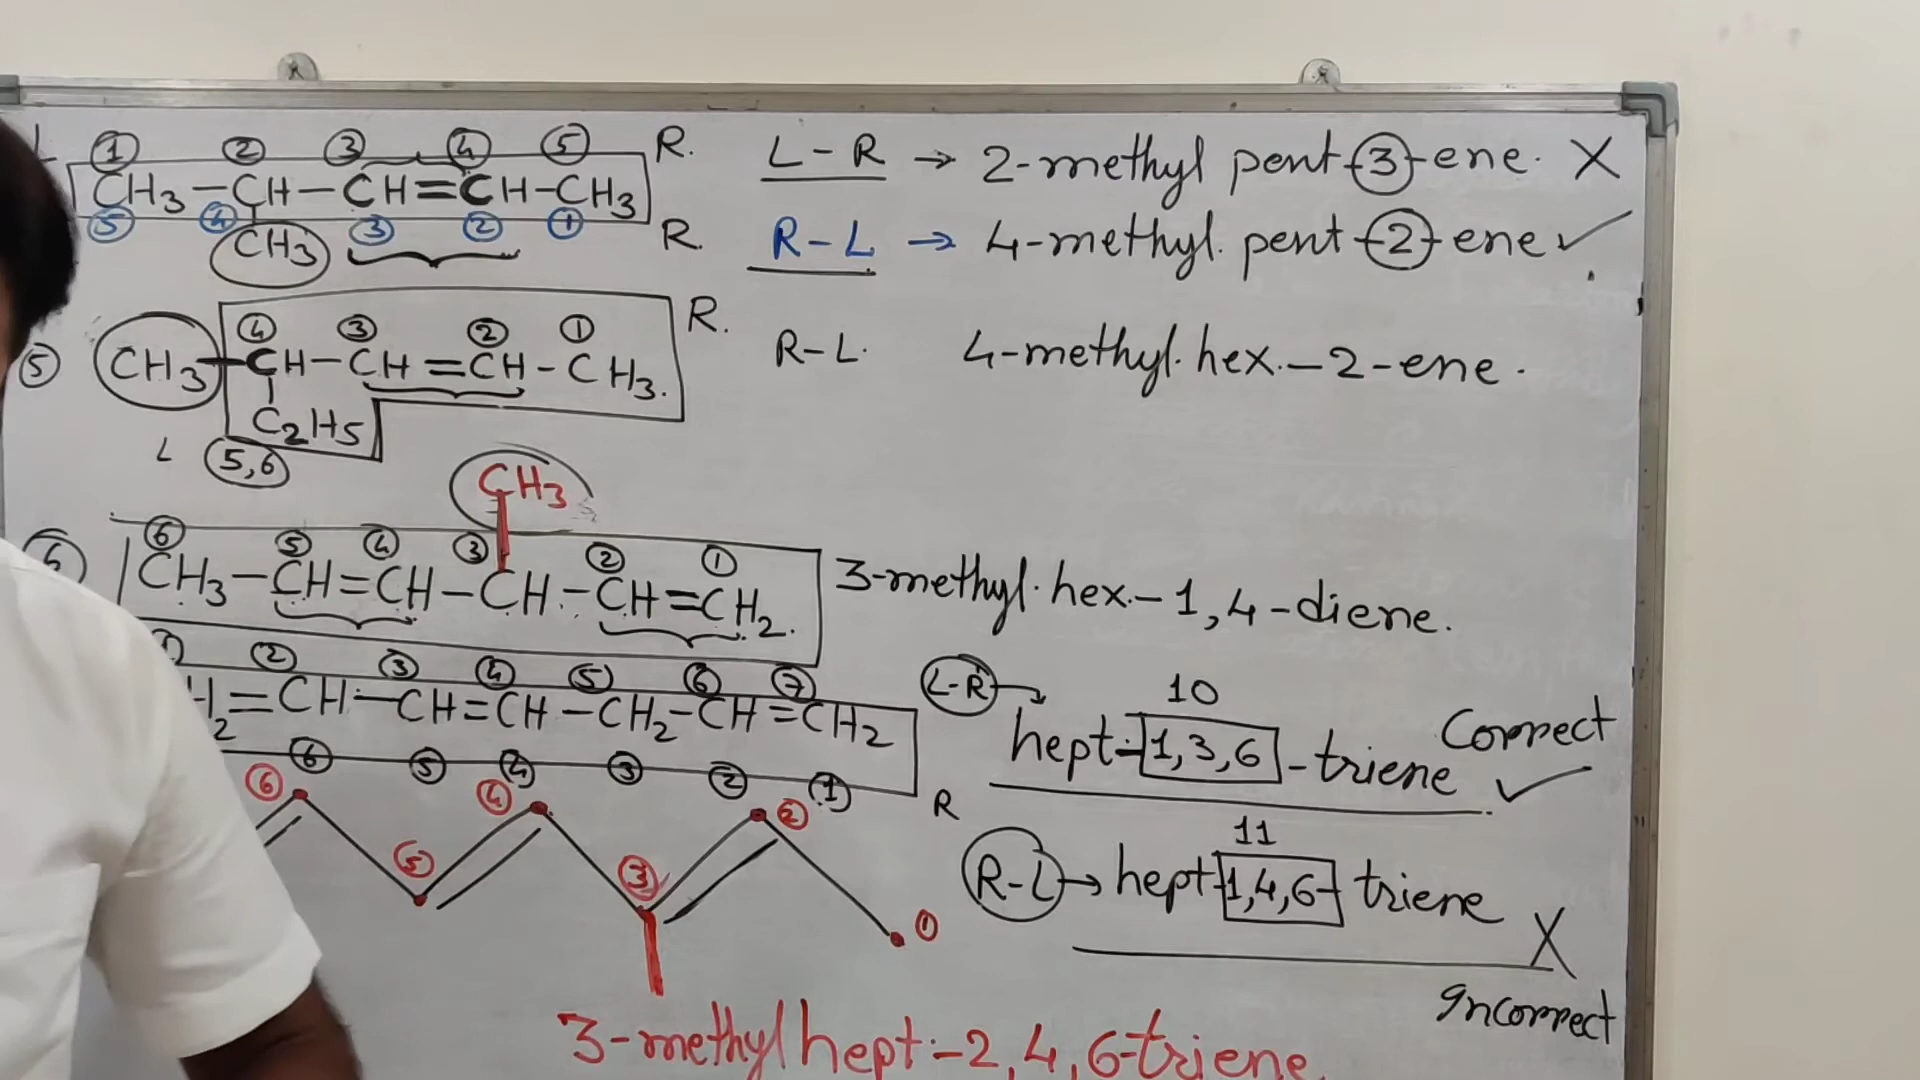 ① ② ③ ④ ⑤ R. L-R → 2-methyl pent-③-ene. X
CH3-CH-CH=CH-CH3
⑤ ④ ③ ② ① R. R-L → 4-methyl. pent-②-ene ✓
CH3
④ ③ ② ① R.
⑤ CH3-CH-CH=CH-CH3. R-L. 4-methyl.hex.-2-ene.
C2H5
L 5,6
CH3
⑥ ⑤ ④ ③ ② ①
CH3-CH=CH-CH-CH=CH2. 3-methyl.hex.-1,4-diene.
② ③ ④ ⑤ ⑥ ⑦ L-R → 10
H2=CH-CH=CH-CH2-CH=CH2 hept-1,3,6-triene Correct ✓
⑥ ⑤ ④ ③ ② ① R
⑥ ④ ②
11
R-L → hept-1,4,6-triene X
⑤ ③ ①
Incorrect
3-methylhept.-2,4,6-triene